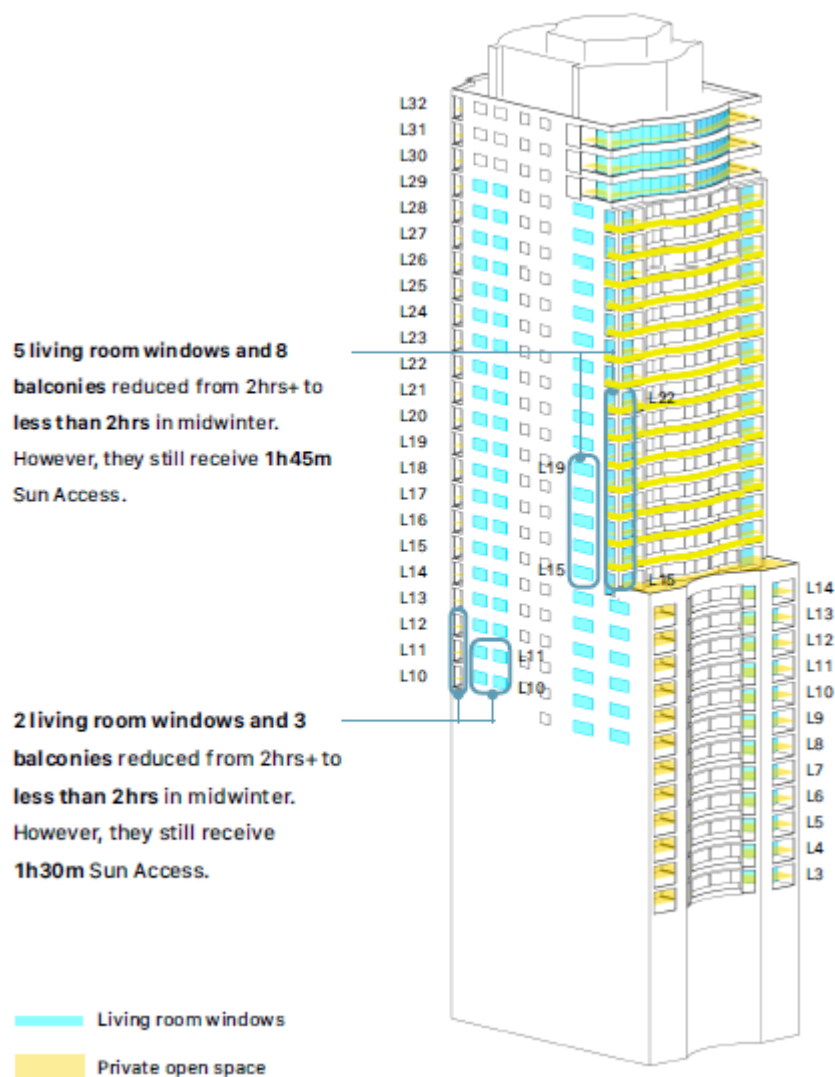 L32
L31
L30
L29
L28
L27
L26
L25
L24
L23
L22
L21
L20
L19
L18
L17
L16
L15
L14
L13
L12
L11
L10
5 living room windows and 8
balconies reduced from 2hrs+ to
less than 2hrs in midwinter.
However, they still receive 1h45m
Sun Access.
L22
L19
L15
L15
L11
L10
2 living room windows and 3
balconies reduced from 2hrs+ to
less than 2hrs in midwinter.
However, they still receive
1h30m Sun Access.
L14
L13
L12
L11
L10
L9
L8
L7
L6
L5
L4
L3
Living room windows
Private open space